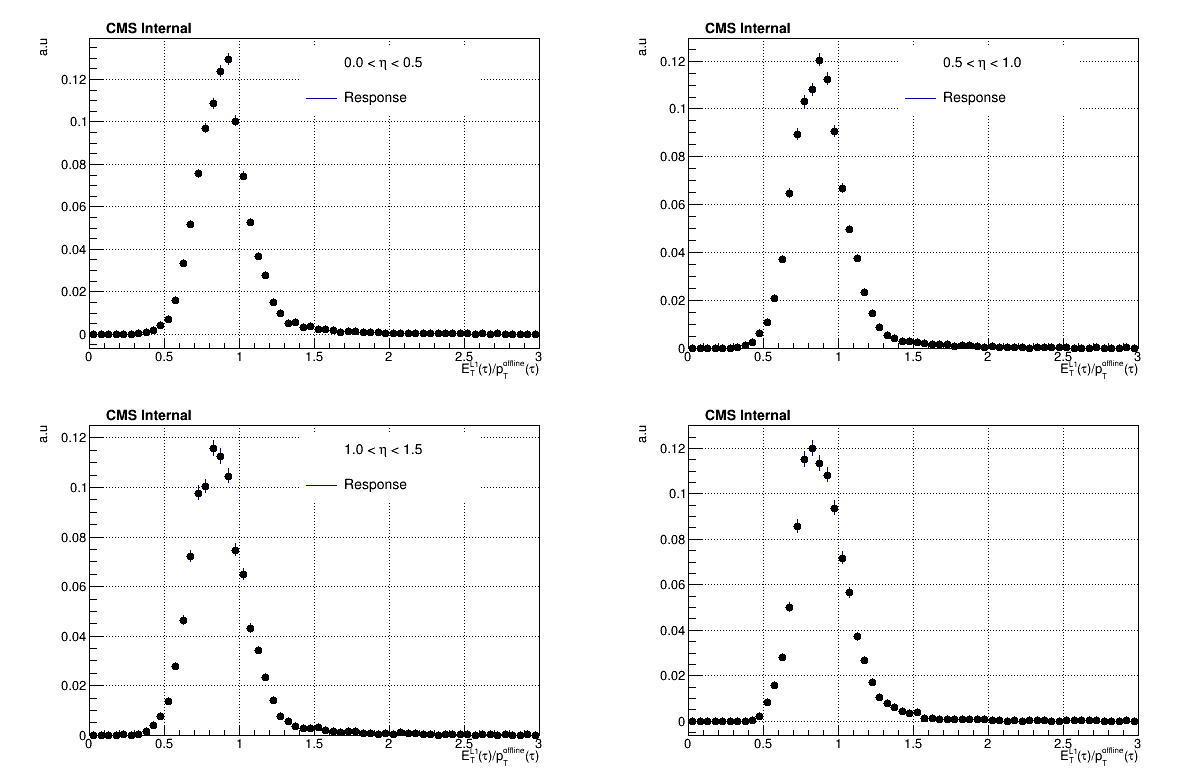 CMS Internal
a.u
0.0 < η < 0.5
Response
0.12
0.1
0.08
0.06
0.04
0.02
0
0 0.5 1 1.5 2 2.5 3
E_T^L1(τ)/p_T^offline(τ)
CMS Internal
a.u
0.5 < η < 1.0
Response
0.12
0.1
0.08
0.06
0.04
0.02
0
0 0.5 1 1.5 2 2.5 3
E_T^L1(τ)/p_T^offline(τ)
CMS Internal
a.u
1.0 < η < 1.5
Response
0.12
0.1
0.08
0.06
0.04
0.02
0
0 0.5 1 1.5 2 2.5 3
E_T^L1(τ)/p_T^offline(τ)
CMS Internal
a.u
0.12
0.1
0.08
0.06
0.04
0.02
0
0 0.5 1 1.5 2 2.5 3
E_T^L1(τ)/p_T^offline(τ)